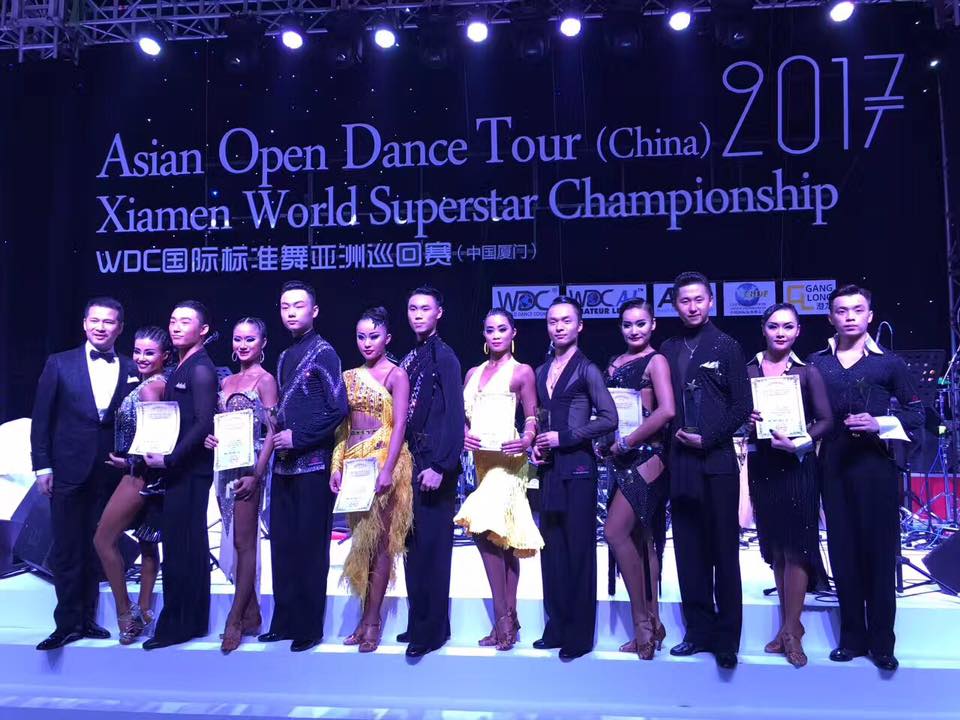 Asian Open Dance Tour (China) 2017
Xiamen World Superstar Championship
WDC国际标准舞亚洲巡回赛(中国厦门)
WDC
WDC AL
GANG
LONG